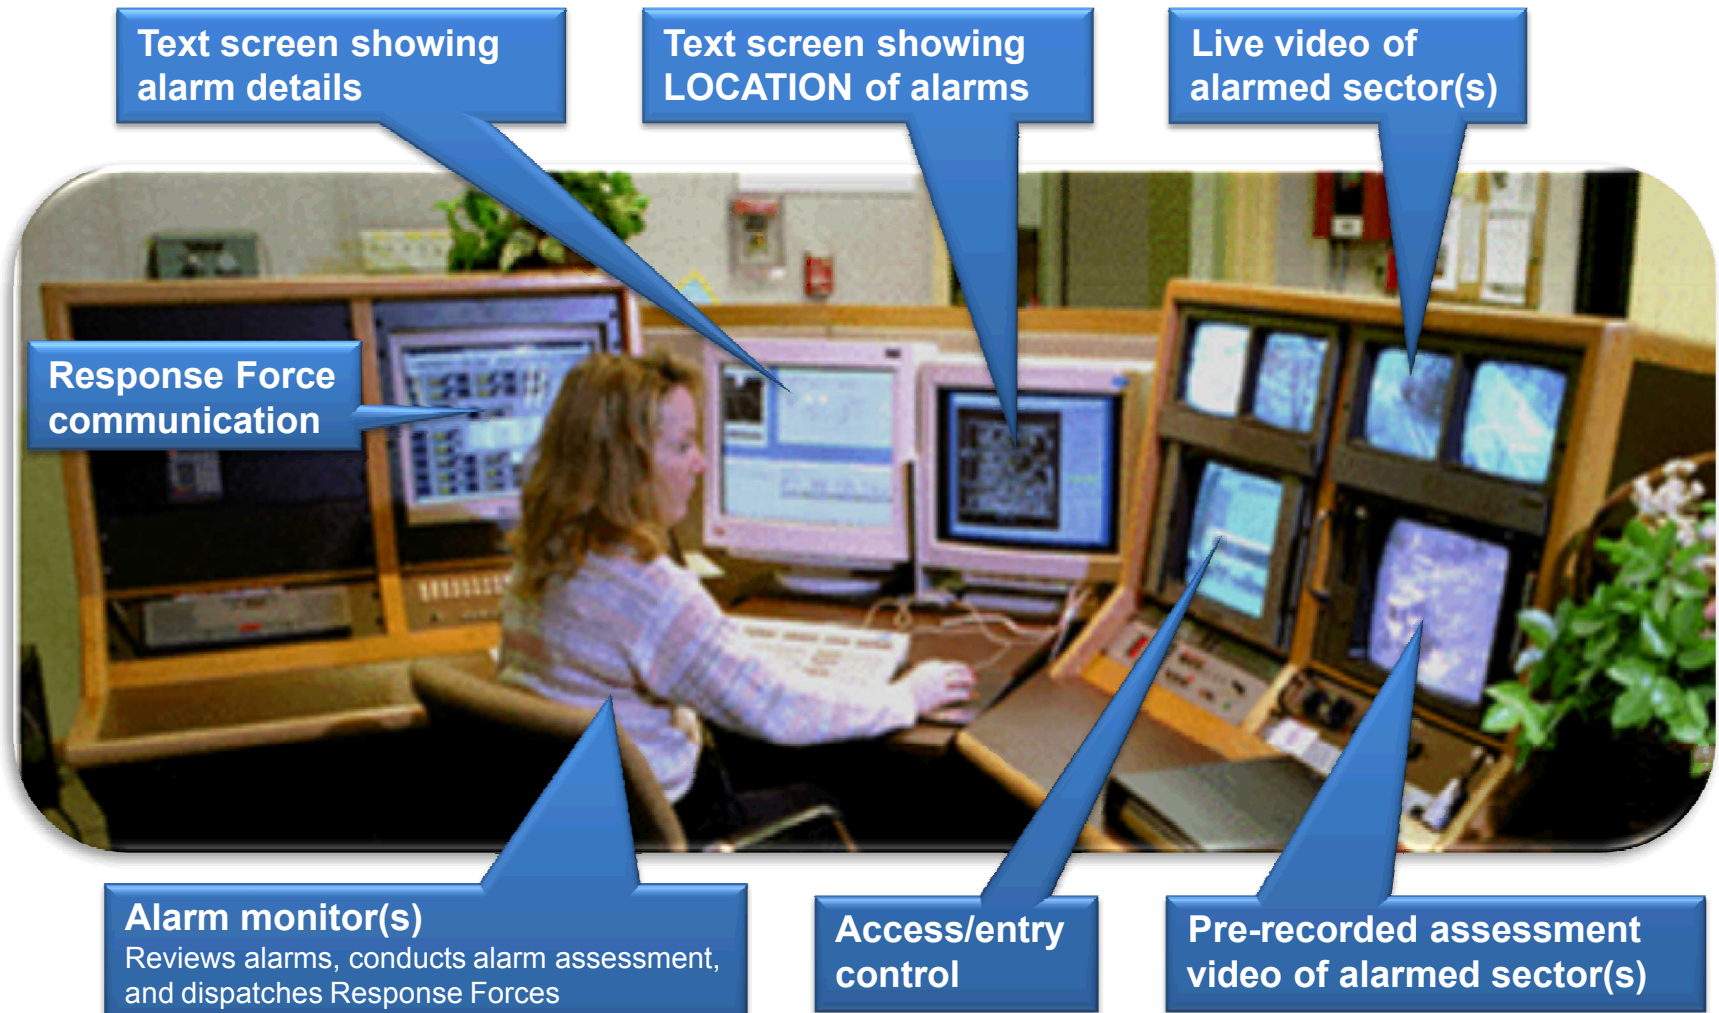 Text screen showing
alarm details
Text screen showing
LOCATION of alarms
Live video of
alarmed sector(s)
Response Force
communication
Alarm monitor(s)
Reviews alarms, conducts alarm assessment,
and dispatches Response Forces
Access/entry
control
Pre-recorded assessment
video of alarmed sector(s)